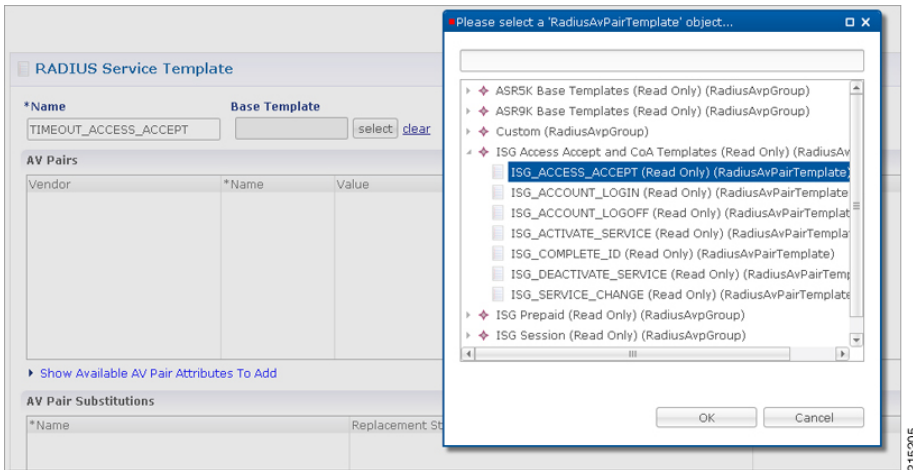 Please select a 'RadiusAvPairTemplate' object...
RADIUS Service Template
*Name
Base Template
TIMEOUT_ACCESS_ACCEPT
select clear
AV Pairs
Vendor
*Name
Value
Show Available AV Pair Attributes To Add
AV Pair Substitutions
*Name
Replacement St
ASR5K Base Templates (Read Only) (RadiusAvpGroup)
ASR9K Base Templates (Read Only) (RadiusAvpGroup)
Custom (RadiusAvpGroup)
ISG Access Accept and CoA Templates (Read Only) (RadiusAv
ISG_ACCESS_ACCEPT (Read Only) (RadiusAvPairTemplate)
ISG_ACCOUNT_LOGIN (Read Only) (RadiusAvPairTemplate
ISG_ACCOUNT_LOGOFF (Read Only) (RadiusAvPairTemplat
ISG_ACTIVATE_SERVICE (Read Only) (RadiusAvPairTempla
ISG_COMPLETE_ID (Read Only) (RadiusAvPairTemplate)
ISG_DEACTIVATE_SERVICE (Read Only) (RadiusAvPairTemp
ISG_SERVICE_CHANGE (Read Only) (RadiusAvPairTemplate
ISG Prepaid (Read Only) (RadiusAvpGroup)
ISG Session (Read Only) (RadiusAvpGroup)
OK
Cancel